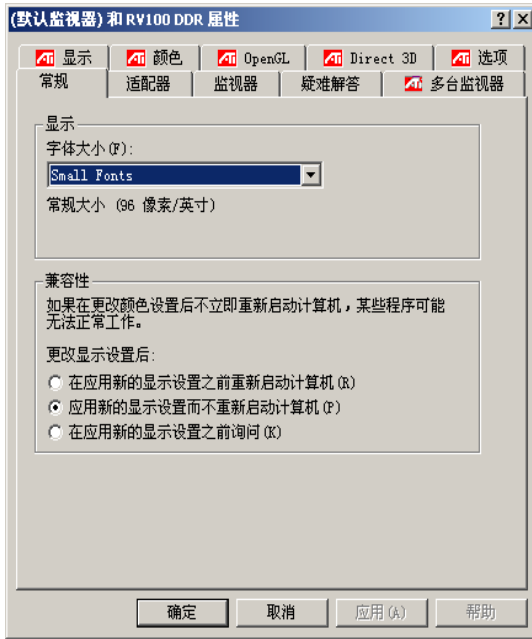 (默认监视器) 和 RV100 DDR 属性
ATI 显示 ATI 颜色 ATI OpenGL ATI Direct 3D ATI 选项
常规 适配器 监视器 疑难解答 ATI 多台监视器
显示
字体大小(F):
Small Fonts
常规大小 (96 像素/英寸)
兼容性
如果在更改颜色设置后不立即重新启动计算机，某些程序可能
无法正常工作。
更改显示设置后:
在应用新的显示设置之前重新启动计算机(R)
应用新的显示设置而不重新启动计算机(P)
在应用新的显示设置之前询问(K)
确定 取消 应用(A) 帮助